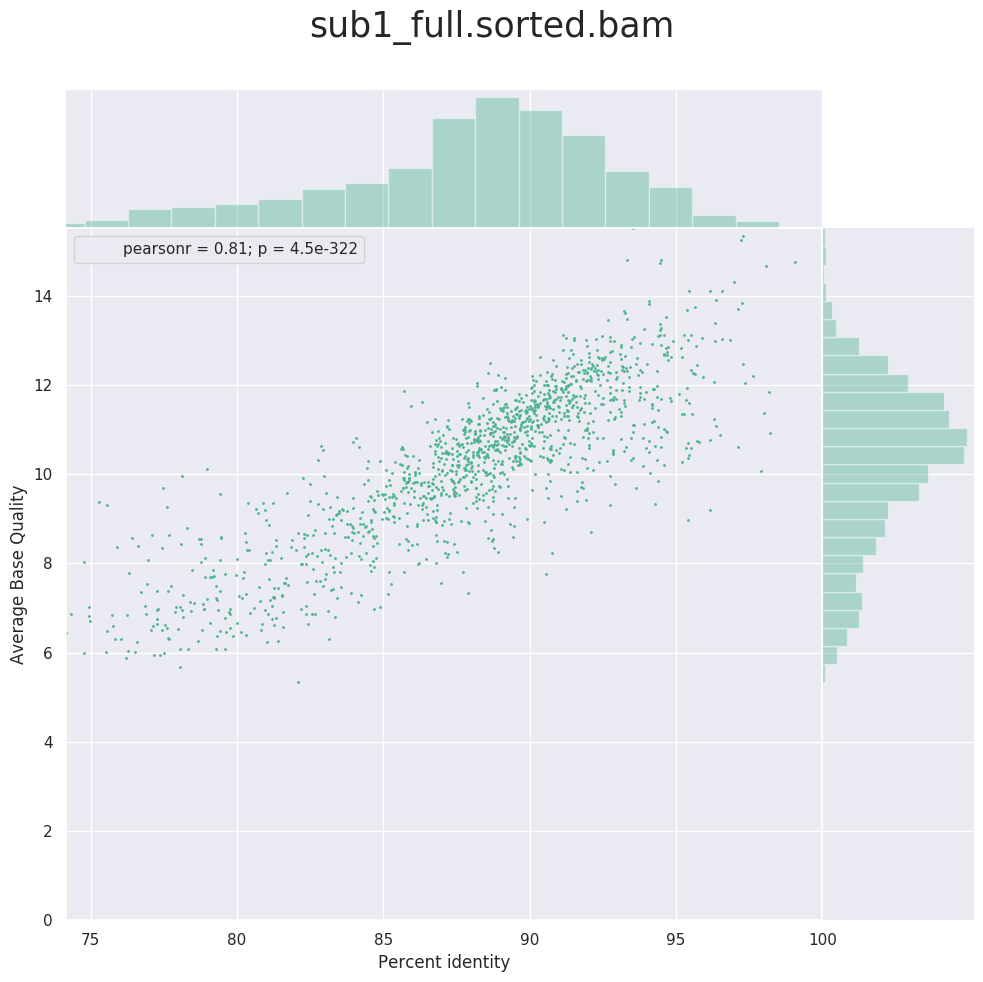 sub1_full.sorted.bam
pearsonr = 0.81; p = 4.5e-322
14
12
10
8
6
4
2
0
Average Base Quality
75 80 85 90 95 100
Percent identity